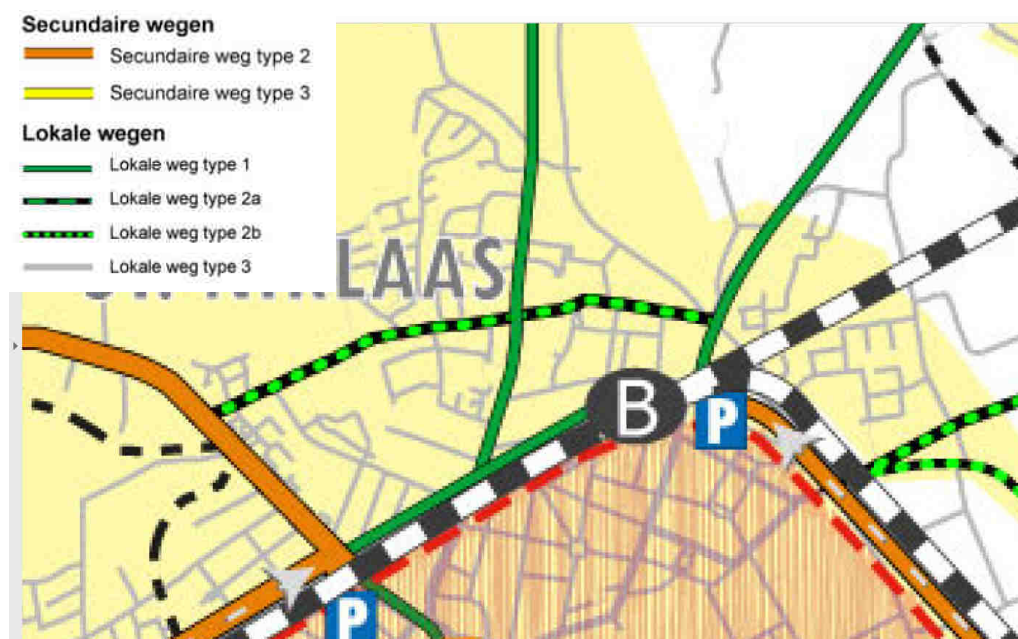 Secundaire wegen
Secundaire weg type 2
Secundaire weg type 3
Lokale wegen
Lokale weg type 1
Lokale weg type 2a
Lokale weg type 2b
Lokale weg type 3
LAAS
B
P
P